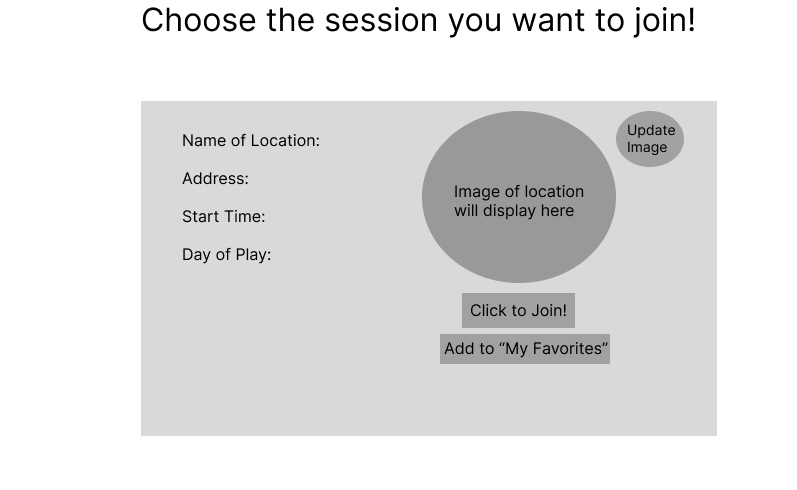 Choose the session you want to join!
Name of Location:
Address:
Start Time:
Day of Play:
Image of location
will display here
Update
Image
Click to Join!
Add to “My Favorites”